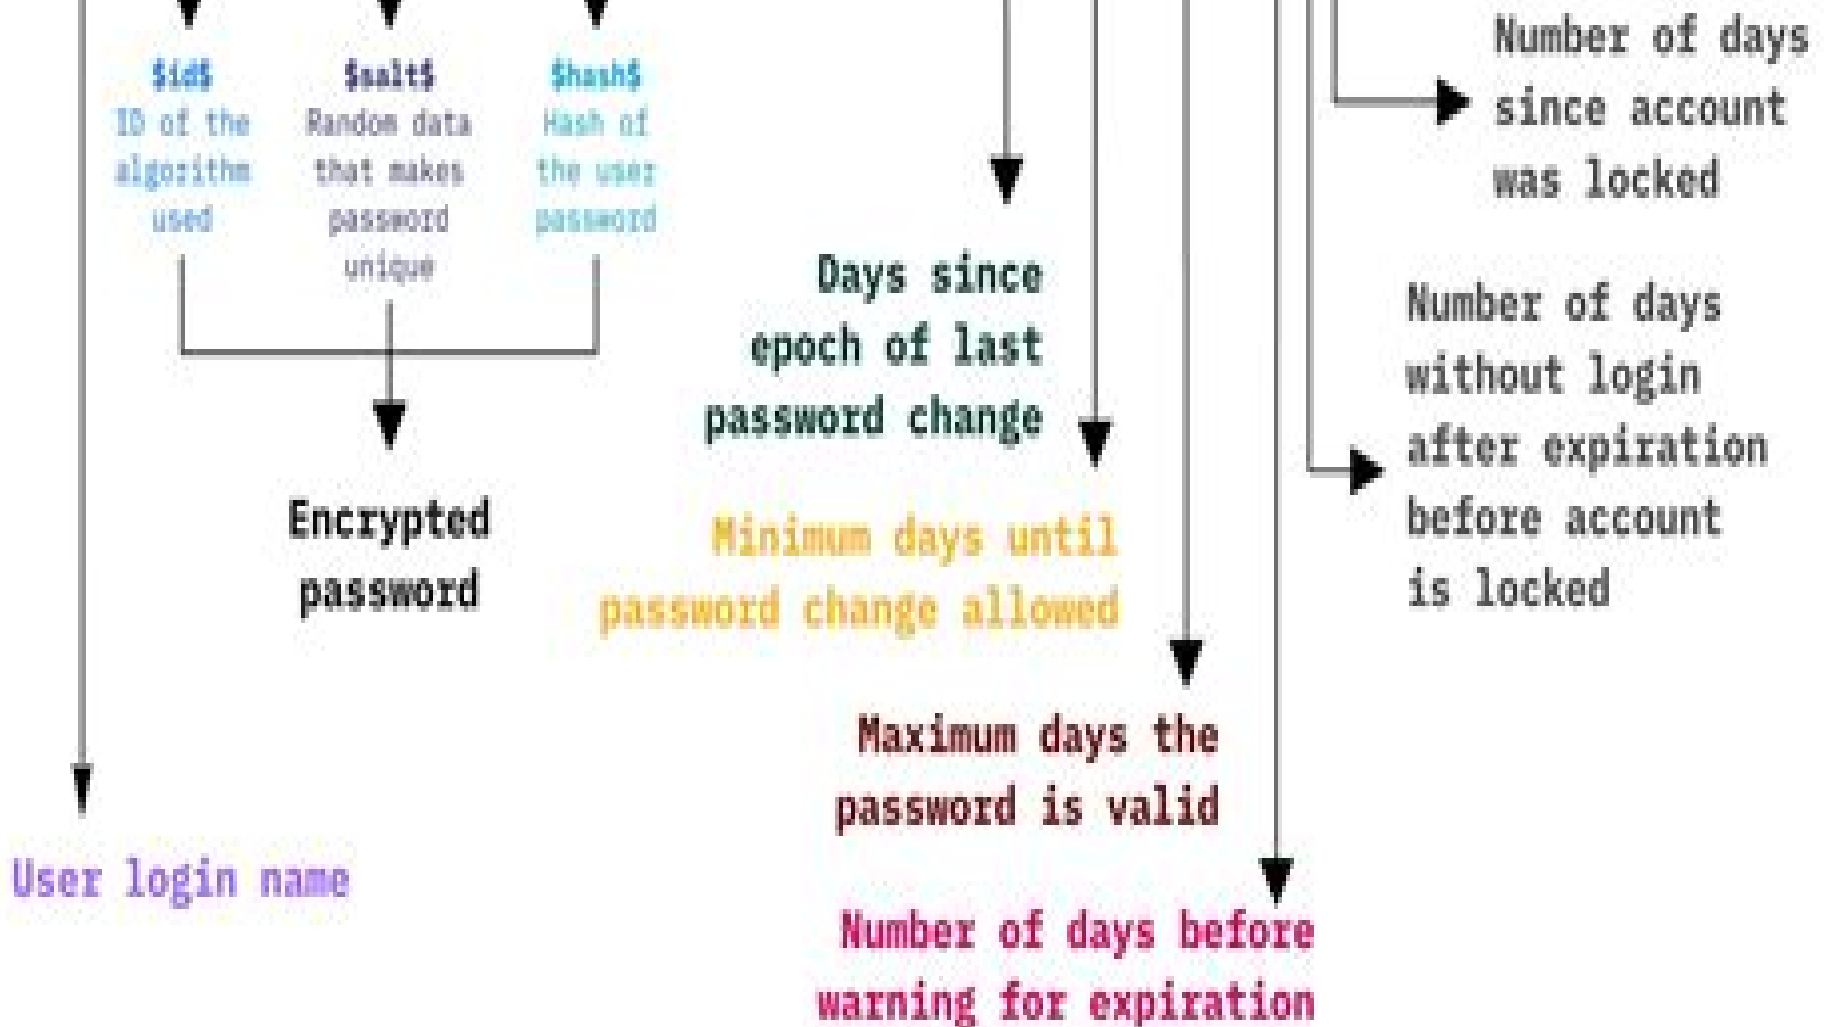 $id$
ID of the
algorithm
used
$salt$
Random data
that makes
password
unique
$hash$
Hash of
the user
password
Encrypted
password
User login name
Days since
epoch of last
password change
Minimum days until
password change allowed
Maximum days the
password is valid
Number of days before
warning for expiration
Number of days
since account
was locked
Number of days
without login
after expiration
before account
is locked